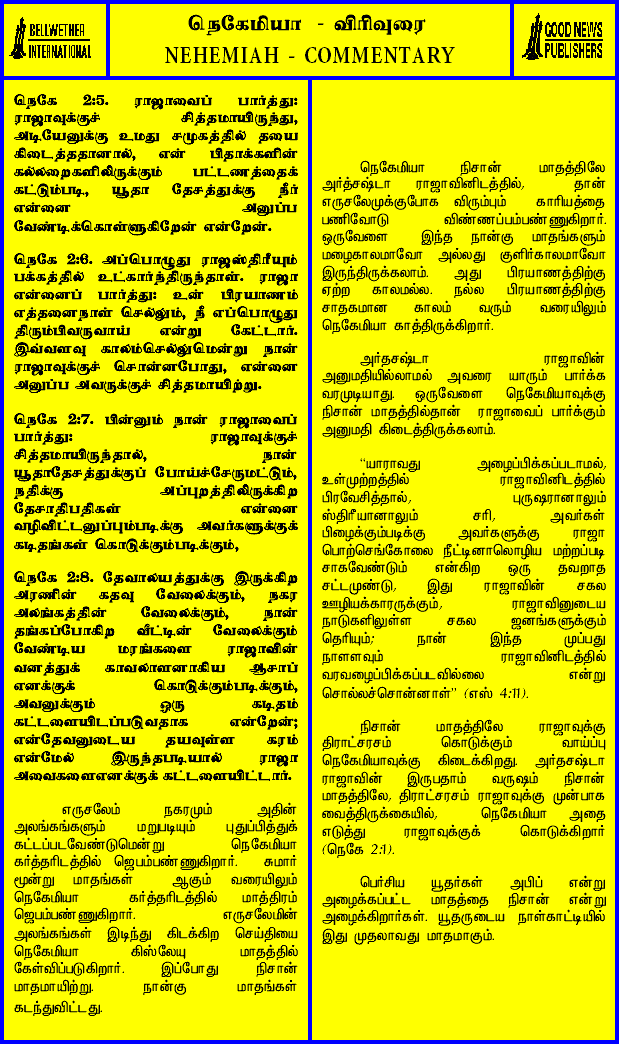 BELLWETHER
INTERNATIONAL
நெகேமியா - விரிவுரை
NEHEMIAH - COMMENTARY
GOOD NEWS
PUBLISHERS
நெகே 2:5. ராஜாவைப் பார்த்து:
ராஜாவுக்குச் சித்தமாயிருந்து,
அடியேனுக்கு உமது சமுகத்தில் தயை
கிடைத்ததானால், என் பிதாக்களின்
கல்லறைகளிலிருக்கும் பட்டணத்தைக்
கட்டும்படி, யூதா தேசத்துக்கு நீர்
என்னை அனுப்ப
வேண்டிக்கொள்ளுகிறேன் என்றேன்.
நெகே 2:6. அப்பொழுது ராஜஸ்திரீயும்
பக்கத்தில் உட்கார்ந்திருந்தாள். ராஜா
என்னைப் பார்த்து: உன் பிரயாணம்
எத்தனைநாள் செல்லும், நீ எப்பொழுது
திரும்பிவருவாய் என்று கேட்டார்.
இவ்வளவு காலம்செல்லுமென்று நான்
ராஜாவுக்குச் சொன்னபோது, என்னை
அனுப்ப அவருக்குச் சித்தமாயிற்று.
நெகே 2:7. பின்னும் நான் ராஜாவைப்
பார்த்து: ராஜாவுக்குச்
சித்தமாயிருந்தால், நான்
யூதாதேசத்துக்குப் போய்ச்சேருமட்டும்,
நதிக்கு அப்புறத்திலிருக்கிற
தேசாதிபதிகள் என்னை
வழிவிட்டனுப்பும்படிக்கு அவர்களுக்குக்
கடிதங்கள் கொடுக்கும்படிக்கும்,
நெகே 2:8. தேவாலயத்துக்கு இருக்கிற
அரணின் கதவு வேலைக்கும், நகர
அலங்கத்தின் வேலைக்கும், நான்
தங்கப்போகிற வீட்டின் வேலைக்கும்
வேண்டிய மரங்களை ராஜாவின்
வனத்துக் காவலாளனாகிய ஆசாப்
எனக்குக் கொடுக்கும்படிக்கும்,
அவனுக்கும் ஒரு கடிதம்
கட்டளையிடப்படுவதாக என்றேன்;
என்தேவனுடைய தயவுள்ள கரம்
என்மேல் இருந்தபடியால் ராஜா
அவைகளைஎனக்குக் கட்டளையிட்டார்.
எருசலேம் நகரமும் அதின்
அலங்கங்களும் மறுபடியும் புதுப்பித்துக்
கட்டப்படவேண்டுமென்று நெகேமியா
கர்த்தரிடத்தில் ஜெபம்பண்ணுகிறார். சுமார்
மூன்று மாதங்கள் ஆகும் வரையிலும்
நெகேமியா கர்த்தரிடத்தில் மாத்திரம்
ஜெபம்பண்ணுகிறார். எருசலேமின்
அலங்கங்கள் இடிந்து கிடக்கிற செய்தியை
நெகேமியா கிஸ்லேயு மாதத்தில்
கேள்விப்படுகிறார். இப்போது நிசான்
மாதமாயிற்று. நான்கு மாதங்கள்
கடந்துவிட்டது.
நெகேமியா நிசான் மாதத்திலே
அர்தசஷ்டா ராஜாவினிடத்தில், தான்
எருசலேமுக்குபோக விரும்பும் காரியத்தை
பணிவோடு விண்ணப்பம்பண்ணுகிறார்.
ஒருவேளை இந்த நான்கு மாதங்களும்
மழைகாலமாவோ அல்லது குளிர்காலமாவோ
இருந்திருக்கலாம். அது பிரயாணத்திற்கு
ஏற்ற காலமல்ல. நல்ல பிரயாணத்திற்கு
சாதகமான காலம் வரும் வரையிலும்
நெகேமியா காத்திருக்கிறார்.
அர்தசஷ்டா ராஜாவின்
அனுமதியில்லாமல் அவரை யாரும் பார்க்க
வரமுடியாது. ஒருவேளை நெகேமியாவுக்கு
நிசான் மாதத்தில்தான் ராஜாவைப் பார்க்கும்
அனுமதி கிடைத்திருக்கலாம்.
"யாராவது அழைப்பிக்கப்படாமல்,
உள்முற்றத்தில் ராஜாவினிடத்தில்
பிரவேசித்தால், புருஷரானாலும்
ஸ்திரீயானாலும் சரி, அவர்கள்
பிழைக்கும்படிக்கு அவர்களுக்கு ராஜா
பொற்செங்கோலை நீட்டினாலொழிய மற்றப்படி
சாகவேண்டும் என்கிற ஒரு தவறாத
சட்டமுண்டு, இது ராஜாவின் சகல
ஊழியக்காரருக்கும், ராஜாவினுடைய
நாடுகளிலுள்ள சகல ஜனங்களுக்கும்
தெரியும்; நான் இந்த முப்பது
நாளளவும் ராஜாவினிடத்தில்
வரவழைப்பிக்கப்படவில்லை என்று
சொல்லச்சொன்னாள்" (எஸ் 4:11).
நிசான் மாதத்திலே ராஜாவுக்கு
திராட்சரசம் கொடுக்கும் வாய்ப்பு
நெகேமியாவுக்கு கிடைக்கிறது. அர்தசஷ்டா
ராஜாவின் இருபதாம் வருஷம் நிசான்
மாதத்திலே, திராட்சரசம் ராஜாவுக்கு முன்பாக
வைத்திருக்கையில், நெகேமியா அதை
எடுத்து ராஜாவுக்குக் கொடுக்கிறார்
(நெகே 2:1).
பெர்சிய யூதர்கள் அபிப் என்று
அழைக்கப்பட்ட மாதத்தை நிசான் என்று
அழைக்கிறார்கள். யூதருடைய நாள்காட்டியில்
இது முதலாவது மாதமாகும்.